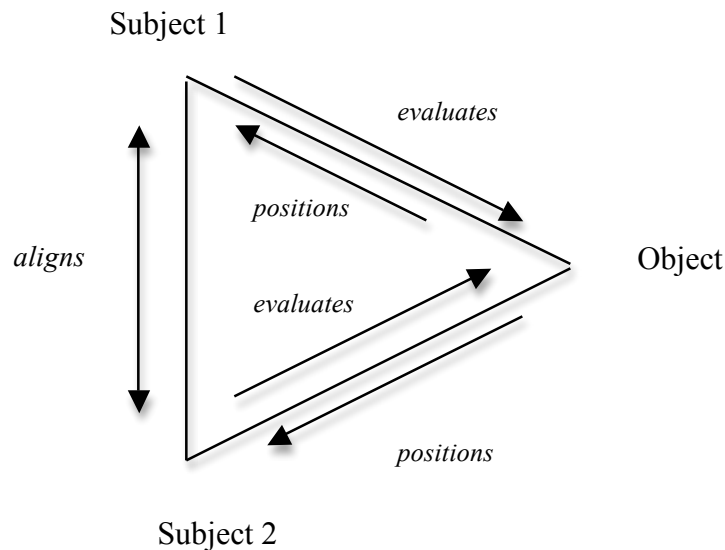 Subject 1
evaluates
positions
aligns
Object
evaluates
positions
Subject 2